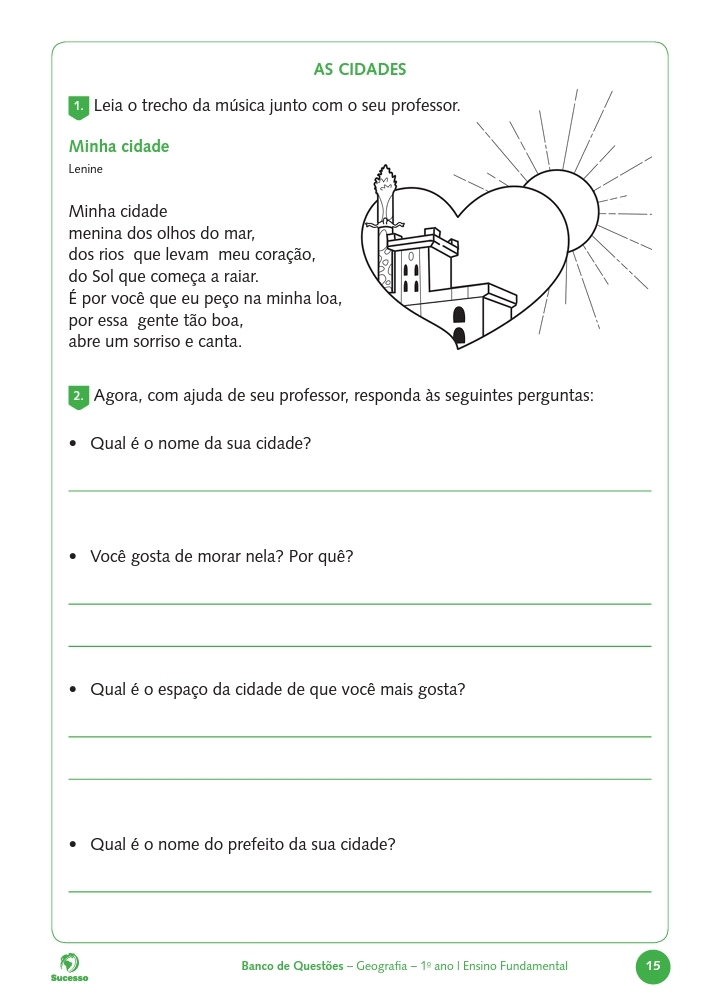 AS CIDADES
1. Leia o trecho da música junto com o seu professor.
Minha cidade
Lenine
Minha cidade
menina dos olhos do mar,
dos rios que levam meu coração,
do Sol que começa a raiar.
É por você que eu peço na minha loa,
por essa gente tão boa,
abre um sorriso e canta.
2. Agora, com ajuda de seu professor, responda às seguintes perguntas:
• Qual é o nome da sua cidade?
• Você gosta de morar nela? Por quê?
• Qual é o espaço da cidade de que você mais gosta?
• Qual é o nome do prefeito da sua cidade?
Sucesso
Banco de Questões – Geografia – 1º ano I Ensino Fundamental
15